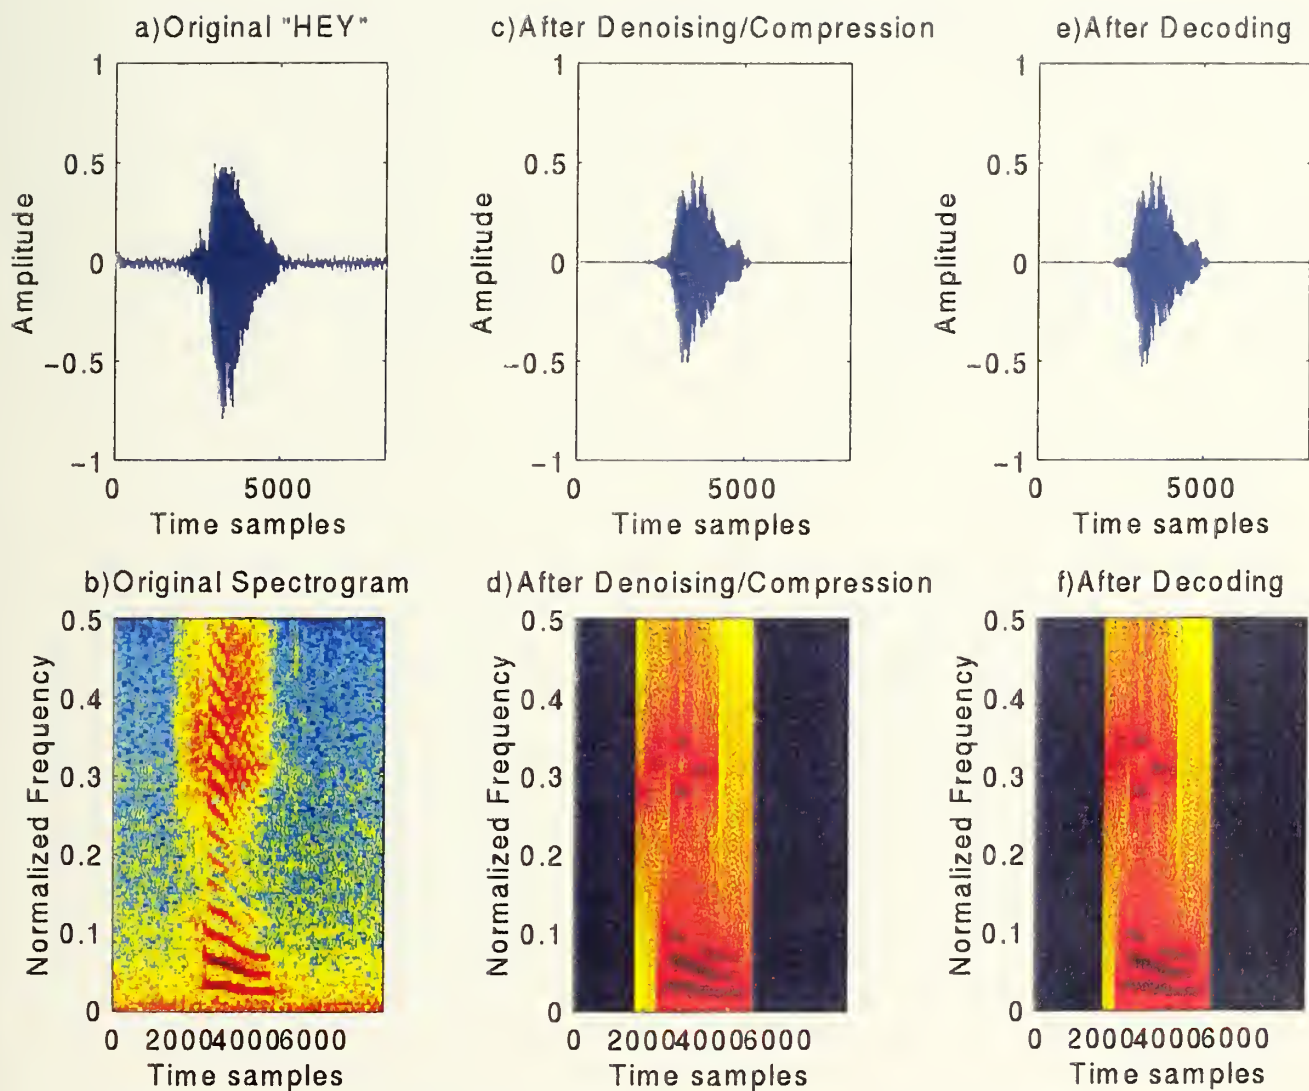 a)Original "HEY"
1
0.5
0
−0.5
−1
Amplitude
0
5000
Time samples
c)After Denoising/Compression
1
0.5
0
−0.5
−1
Amplitude
0
5000
Time samples
e)After Decoding
1
0.5
0
−0.5
−1
Amplitude
0
5000
Time samples
b)Original Spectrogram
0.5
0.4
0.3
0.2
0.1
0
Normalized Frequency
0 200040006000
Time samples
d)After Denoising/Compression
0.5
0.4
0.3
0.2
0.1
0
Normalized Frequency
0 200040006000
Time samples
f)After Decoding
0.5
0.4
0.3
0.2
0.1
0
Normalized Frequency
0 200040006000
Time samples